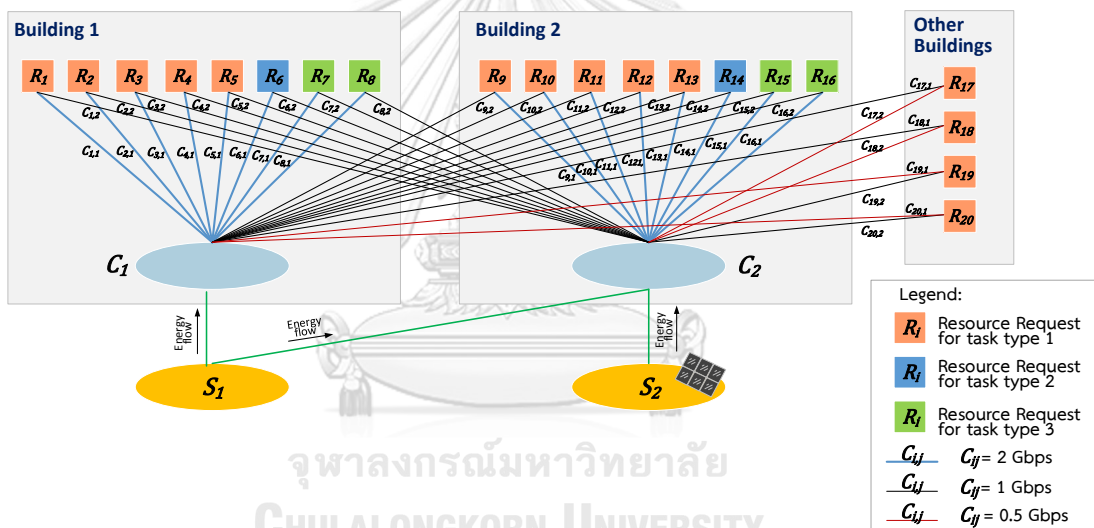 Building 1
Building 2
Other
Buildings
R1 R2 R3 R4 R5 R6 R7 R8
R9 R10 R11 R12 R13 R14 R15 R16
R17
R18
R19
R20
C1,2 C2,2 C3,2 C4,2 C5,2 C6,2 C7,2 C8,2
C9,2 C10,2 C11,2 C12,2 C13,2 C14,2 C15,2 C16,2
C17,1
C17,2
C18,1
C18,2
C19,1
C19,2
C20,1
C20,2
C1,1 C2,1 C3,1 C4,1 C5,1 C6,1 C7,1 C8,1
C9,1 C10,1 C11,1 C121, C13,1 C14,1 C15,1 C16,1
C1
C2
Energy
flow
Energy
flow
Energy
flow
S1
S2
Legend:
Ri Resource Request
for task type 1
Ri Resource Request
for task type 2
Ri Resource Request
for task type 3
Ci,j Cij= 2 Gbps
Ci,j Cij= 1 Gbps
Ci,j Cij = 0.5 Gbps
จุฬาลงกรณ์มหาวิทยาลัย
CHULALONGKORN UNIVERSITY